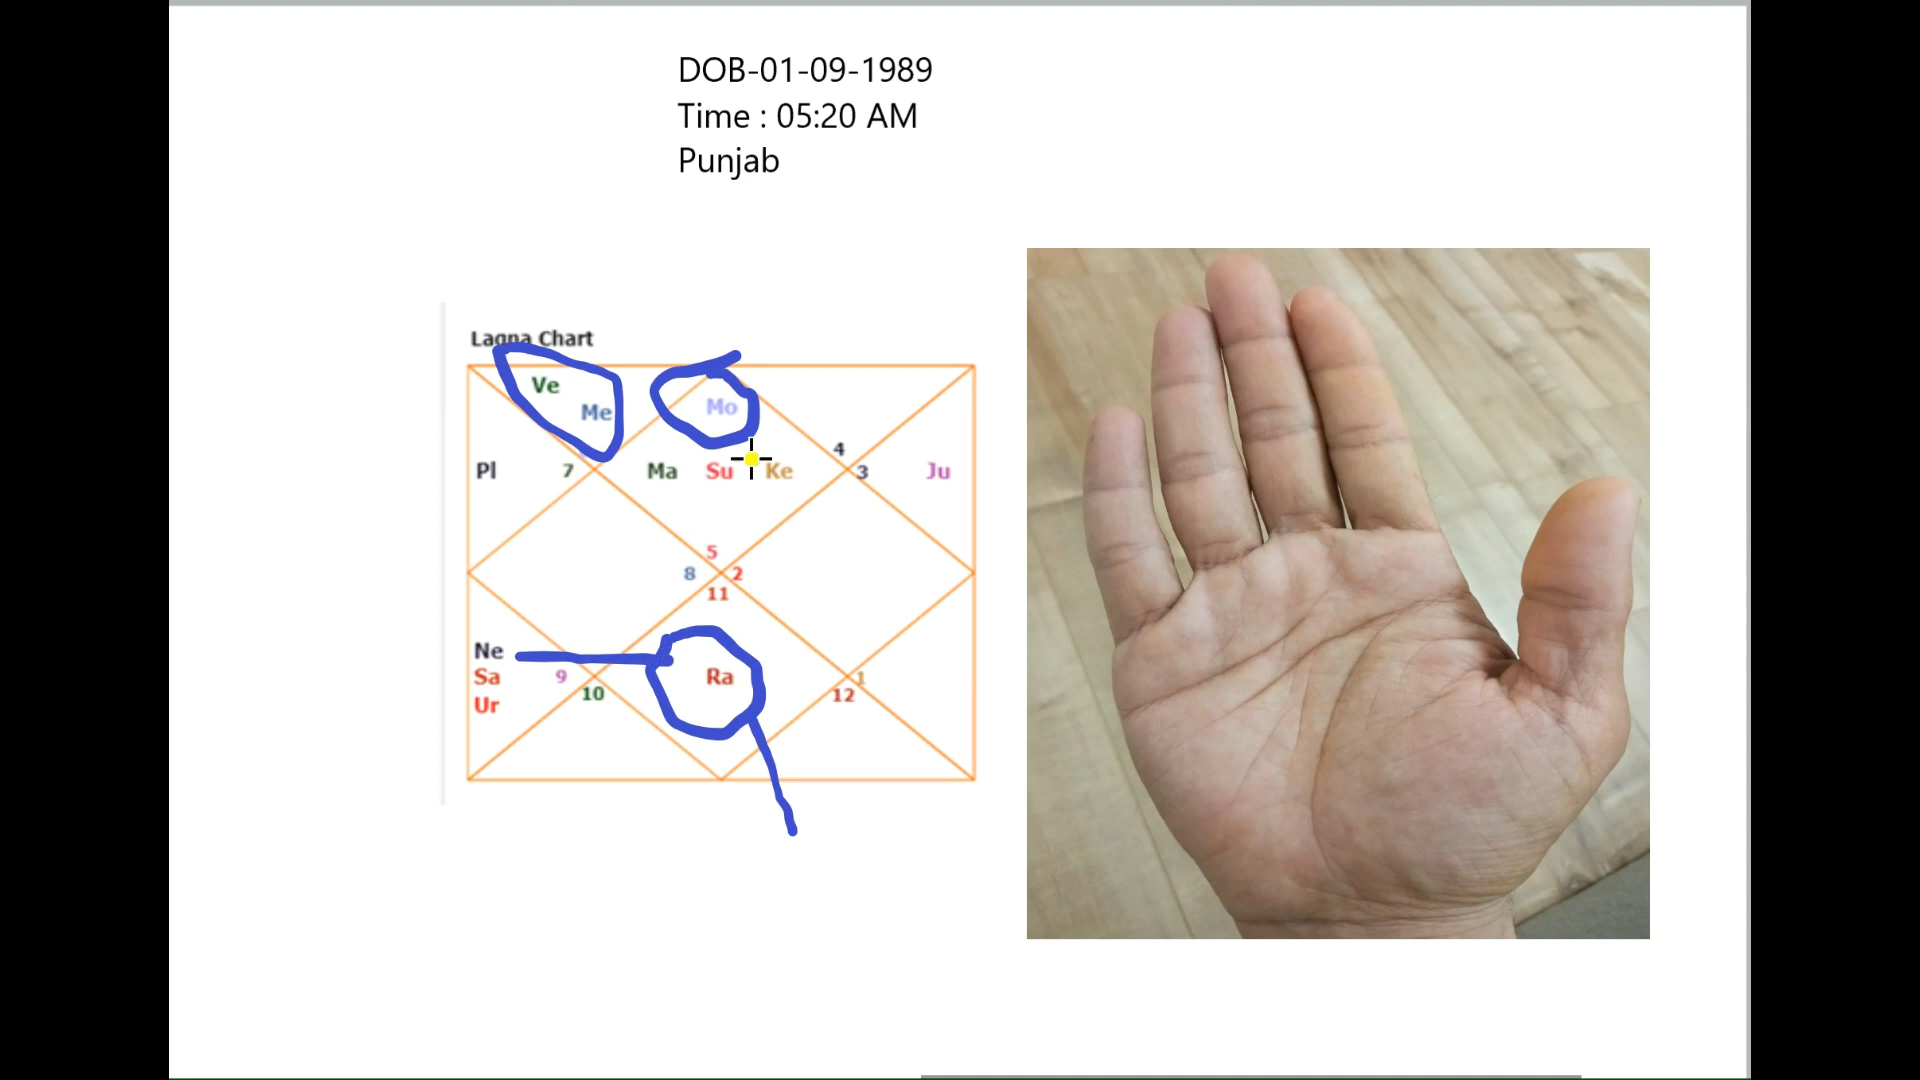 DOB-01-09-1989
Time : 05:20 AM
Punjab
Lagna Chart
Ve
Me
Mo
4
Pl 7 Ma Su Ke 3 Ju
5
8 2
11
Ne
Sa 9 Ra 1
10 12
Ur